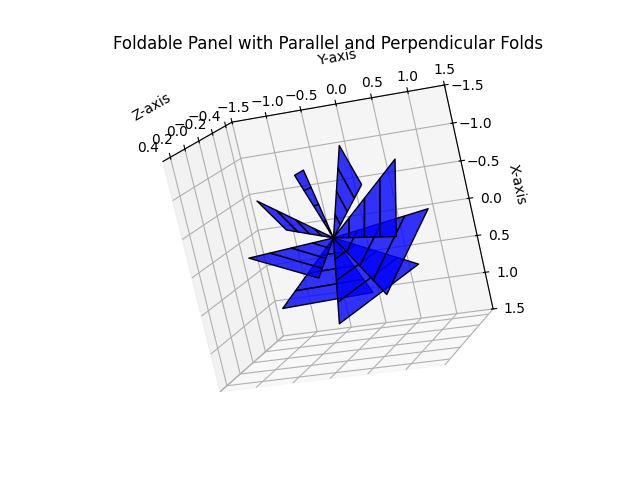 Foldable Panel with Parallel and Perpendicular Folds
Y-axis
−1.5 −1.0 −0.5 0.0 0.5 1.0 1.5
Z-axis
0.4 0.2 0.0 −0.2 −0.4
X-axis
−1.5
−1.0
−0.5
0.0
0.5
1.0
1.5